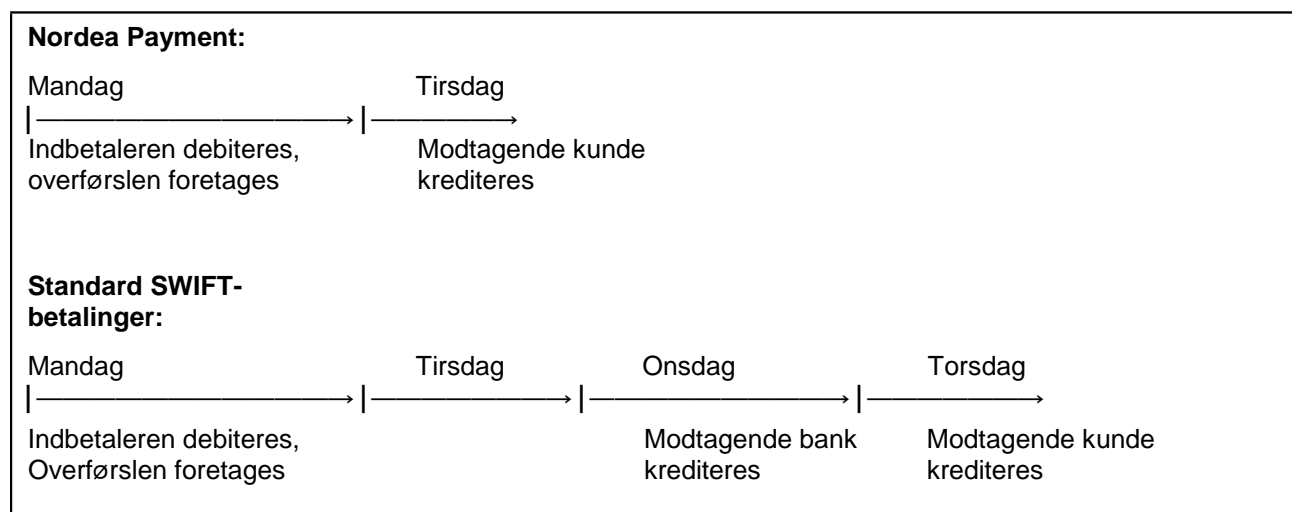 Nordea Payment:
Mandag Tirsdag
Indbetaleren debiteres, Modtagende kunde
overførslen foretages krediteres
Standard SWIFT-
betalinger:
Mandag Tirsdag Onsdag Torsdag
Indbetaleren debiteres, Modtagende bank Modtagende kunde
Overførslen foretages krediteres krediteres